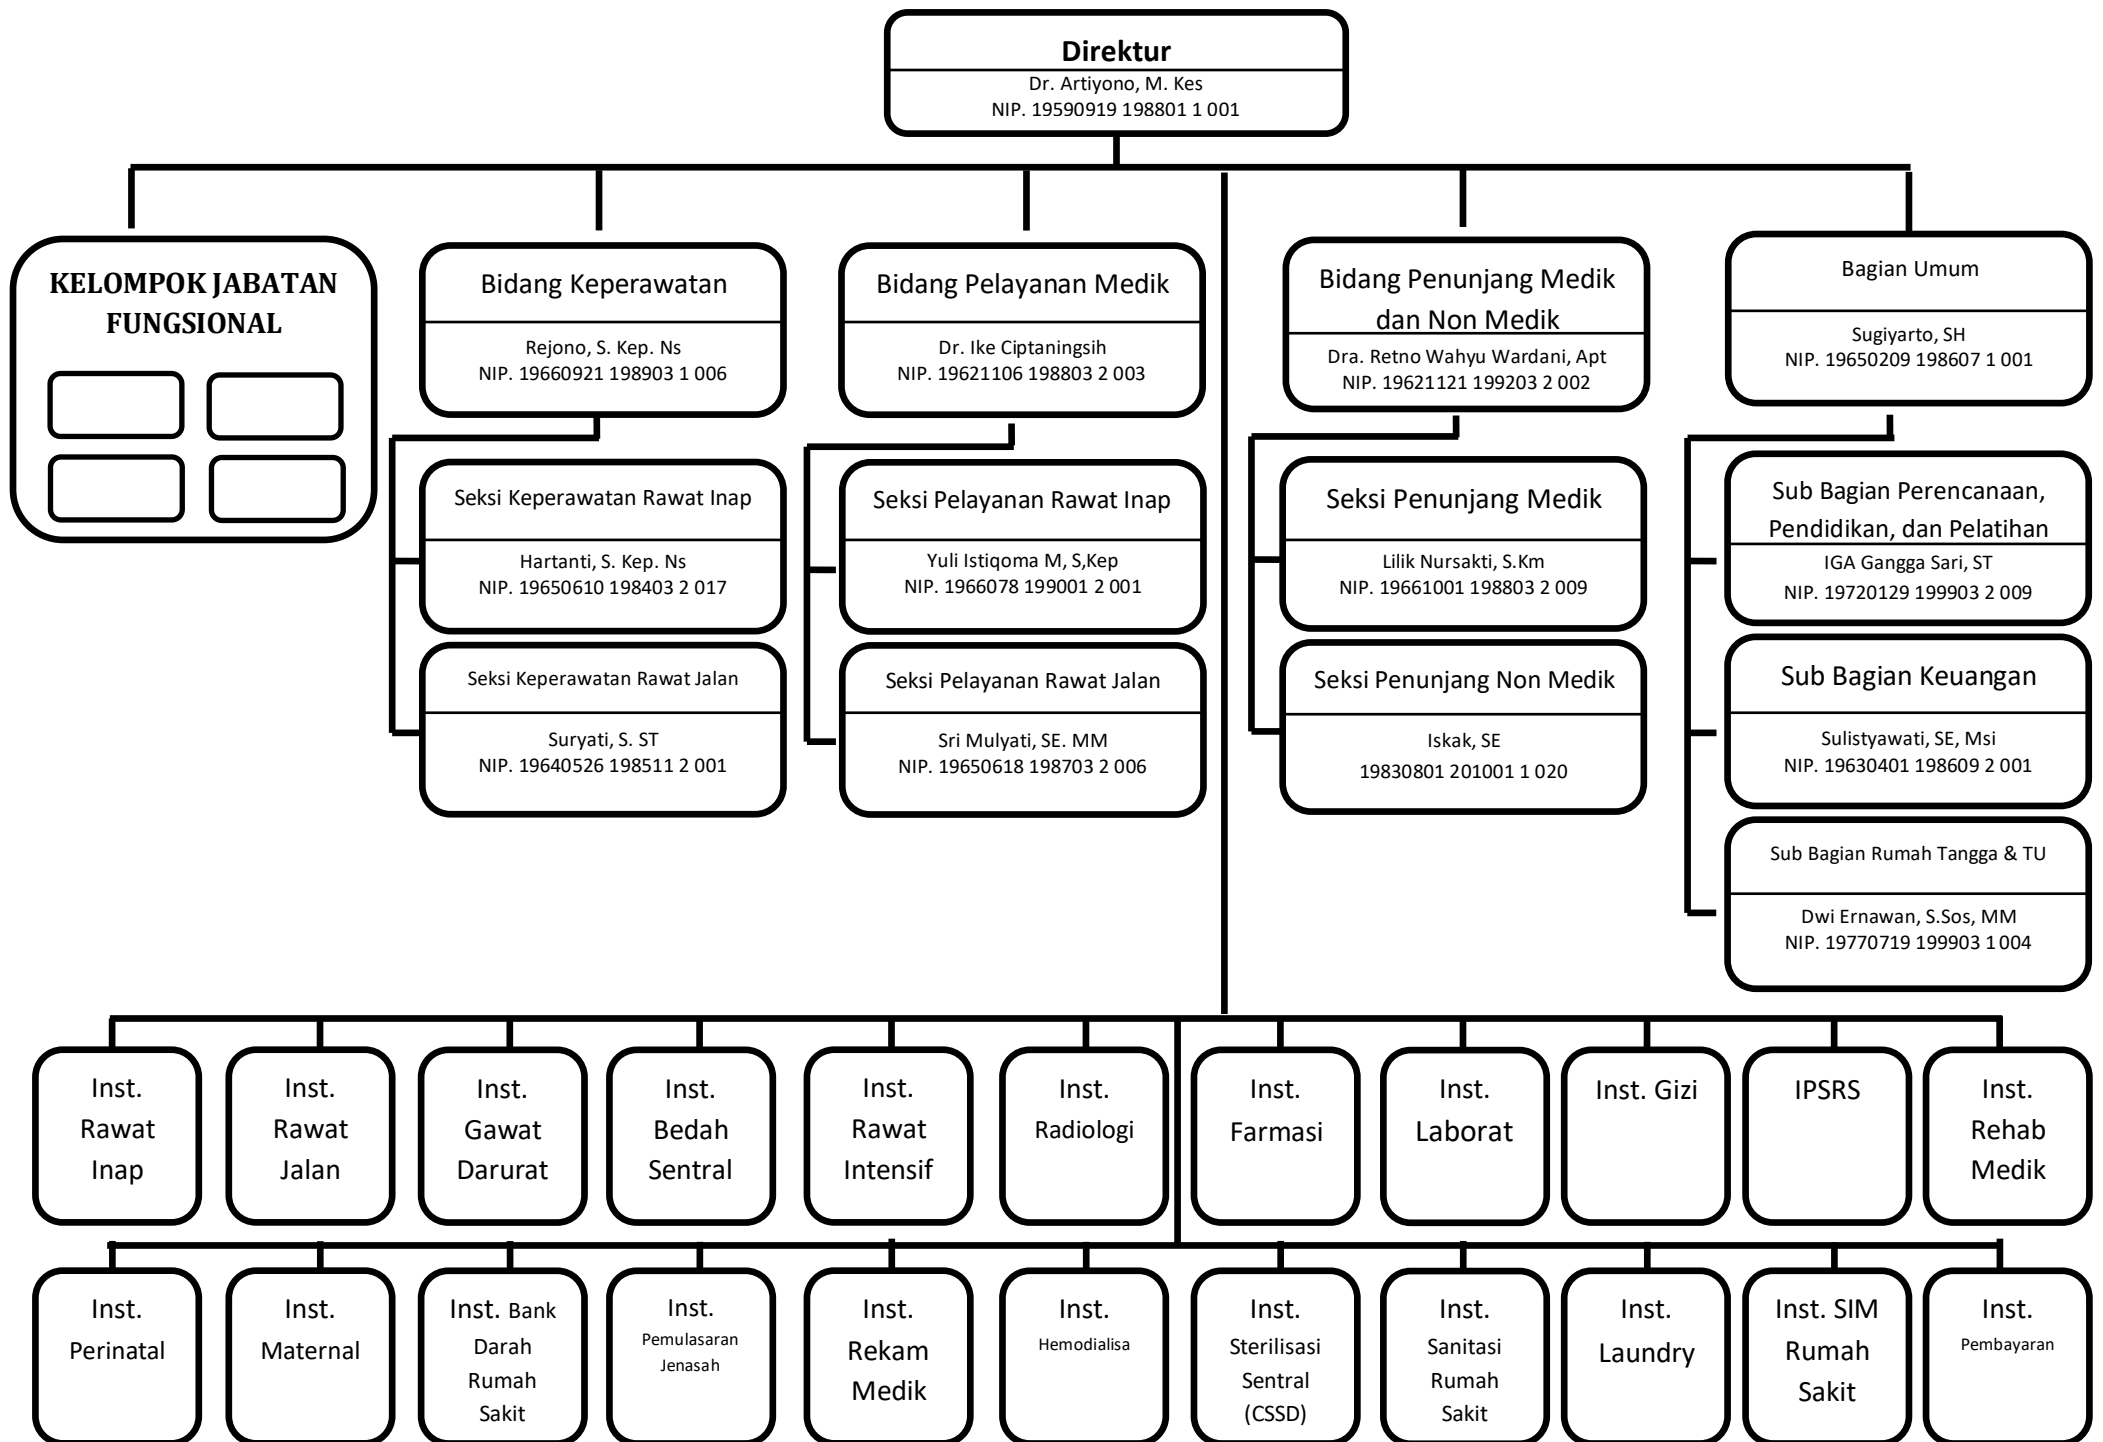 Direktur
Dr. Artiyono, M. Kes
NIP. 19590919 198801 1 001
KELOMPOK JABATAN
FUNGSIONAL
Bidang Keperawatan
Rejono, S. Kep. Ns
NIP. 19660921 198903 1 006
Bidang Pelayanan Medik
Dr. Ike Ciptaningsih
NIP. 19621106 198803 2 003
Bidang Penunjang Medik
dan Non Medik
Dra. Retno Wahyu Wardani, Apt
NIP. 19621121 199203 2 002
Bagian Umum
Sugiyarto, SH
NIP. 19650209 198607 1 001
Seksi Keperawatan Rawat Inap
Hartanti, S. Kep. Ns
NIP. 19650610 198403 2 017
Seksi Pelayanan Rawat Inap
Yuli Istiqoma M, S,Kep
NIP. 1966078 199001 2 001
Seksi Penunjang Medik
Lilik Nursakti, S.Km
NIP. 19661001 198803 2 009
Sub Bagian Perencanaan,
Pendidikan, dan Pelatihan
IGA Gangga Sari, ST
NIP. 19720129 199903 2 009
Seksi Keperawatan Rawat Jalan
Suryati, S. ST
NIP. 19640526 198511 2 001
Seksi Pelayanan Rawat Jalan
Sri Mulyati, SE. MM
NIP. 19650618 198703 2 006
Seksi Penunjang Non Medik
Iskak, SE
19830801 201001 1 020
Sub Bagian Keuangan
Sulistyawati, SE, Msi
NIP. 19630401 198609 2 001
Sub Bagian Rumah Tangga & TU
Dwi Ernawan, S.Sos, MM
NIP. 19770719 199903 1 004
Inst.
Rawat
Inap
Inst.
Rawat
Jalan
Inst.
Gawat
Darurat
Inst.
Bedah
Sentral
Inst.
Rawat
Intensif
Inst.
Radiologi
Inst.
Farmasi
Inst.
Laborat
Inst. Gizi
IPSRS
Inst.
Rehab
Medik
Inst.
Perinatal
Inst.
Maternal
Inst. Bank
Darah
Rumah
Sakit
Inst.
Pemulasaran
Jenasah
Inst.
Rekam
Medik
Inst.
Hemodialisa
Inst.
Sterilisasi
Sentral
(CSSD)
Inst.
Sanitasi
Rumah
Sakit
Inst.
Laundry
Inst. SIM
Rumah
Sakit
Inst.
Pembayaran